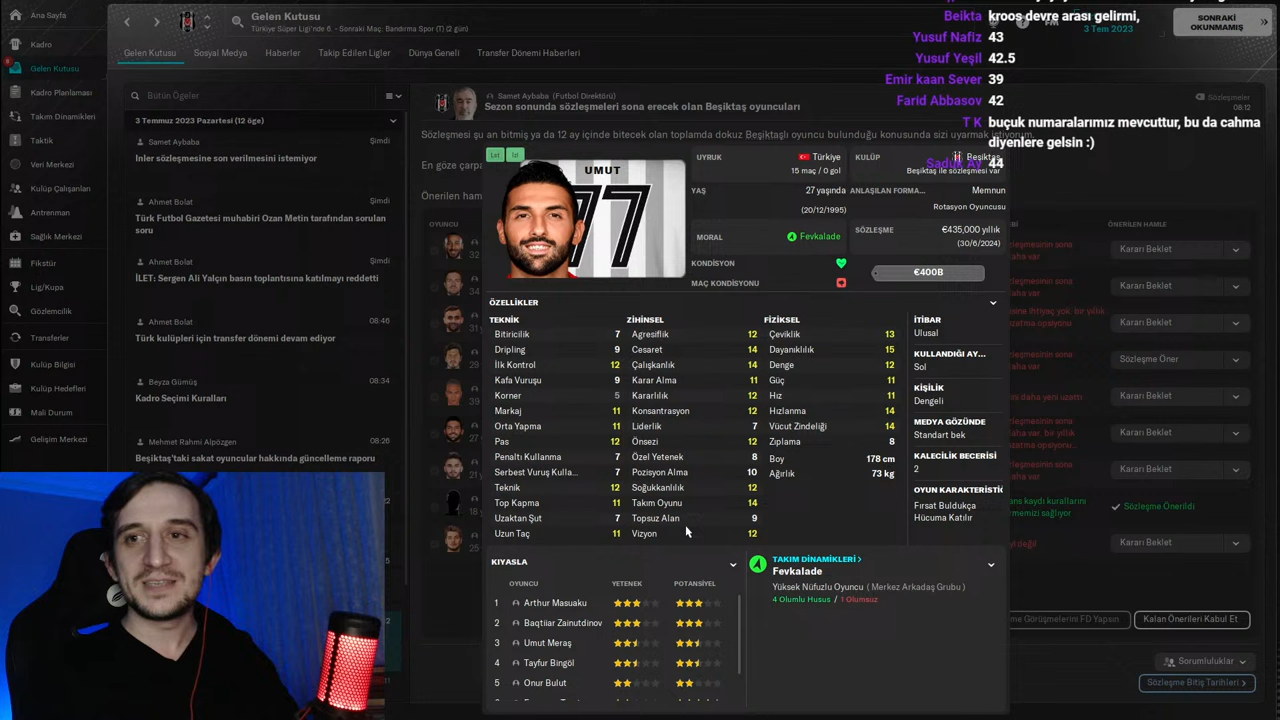 Ana Sayfa
Kadro
Gelen Kutusu
Kadro Planlaması
Takım Dinamikleri
Taktik
Veri Merkezi
Kulüp Çalışanları
Antrenman
Sağlık Merkezi
Fikstür
Lig/Kupa
Gözlemcilik
Transferler
Kulüp Bilgisi
Kulüp Hedefleri
Mali Durum
Gelişim Merkezi
Gelen Kutusu
Türkiye Süper Ligi'nde 6. - Sonraki Maç: Bandırma Spor (T) (2 gün)
Gelen Kutusu Sosyal Medya Haberler Takip Edilen Ligler Dünya Geneli Transfer Dönemi Haberleri
3 Tem 2023
SONRAKİ
OKUNMAMIŞ
Beikta kroos devre arası gelirmi,
Yusuf Nafiz 43
Yusuf Yeşil 42.5
Emir kaan Sever 39
Farid Abbasov 42
T K buçuk numaralarımız mevcuttur, bu da cahma
diyenlere gelsin :)
Saduk Ay 44
Bütün Öğeler
3 Temmuz 2023 Pazartesi (12 öge)
Samet Aybaba Şimdi
Inler sözleşmesine son verilmesini istemiyor
Ahmet Bolat Şimdi
Türk Futbol Gazetesi muhabiri Ozan Metin tarafından sorulan
soru
Ahmet Bolat Şimdi
İLET: Sergen Ali Yalçın basın toplantısına katılmayı reddetti
Ahmet Bolat 08:46
Türk kulüpleri için transfer dönemi devam ediyor
Beyza Gümüş 08:34
Kadro Seçimi Kuralları
Mehmet Rahmi Alpözgen 08:26
Beşiktaş'taki sakat oyuncular hakkında güncelleme raporu
Samet Aybaba (Futbol Direktörü)
Sezon sonunda sözleşmeleri sona erecek olan Beşiktaş oyuncuları
Sözleşmeler
08:12
Sözleşmesi şu an bitmiş ya da 12 ay içinde bitecek olan toplamda dokuz Beşiktaşlı oyuncu bulunduğu konusunda sizi uyarmak istiyorum.
En göze çarpa
Önerilen ham
OYUNCU
ÖNERİLEN HAMLE
Kararı Beklet
Kararı Beklet
Kararı Beklet
Sözleşme Öner
Kararı Beklet
Kararı Beklet
Kararı Beklet
Sözleşme Önerildi
Kararı Beklet
UMUT
77
UYRUK Türkiye
15 maç / 0 gol
YAŞ 27 yaşında
(20/12/1995)
MORAL Fevkalade
KONDİSYON
MAÇ KONDİSYONU
KULÜP Beşiktaş
Beşiktaş ile sözleşmesi var
ANLAŞILAN FORMA... Memnun
Rotasyon Oyuncusu
SÖZLEŞME €435,000 yıllık
(30/6/2024)
€400B
ÖZELLİKLER
TEKNİK
Bitiricilik 7
Dripling 9
İlk Kontrol 12
Kafa Vuruşu 9
Korner 5
Markaj 11
Orta Yapma 11
Pas 12
Penaltı Kullanma 7
Serbest Vuruş Kulla... 7
Teknik 12
Top Kapma 11
Uzaktan Şut 7
Uzun Taç 11
ZİHİNSEL
Agresiflik 12
Cesaret 14
Çalışkanlık 14
Karar Alma 11
Kararlılık 12
Konsantrasyon 12
Liderlik 7
Önsezi 12
Özel Yetenek 8
Pozisyon Alma 10
Soğukkanlılık 12
Takım Oyunu 14
Topsuz Alan 9
Vizyon 12
FİZİKSEL
Çeviklik 13
Dayanıklılık 15
Denge 12
Güç 11
Hız 11
Hızlanma 14
Vücut Zindeliği 14
Zıplama 8
Boy 178 cm
Ağırlık 73 kg
İTİBAR
Ulusal
KULLANDIĞI AY...
Sol
KİŞİLİK
Dengeli
MEDYA GÖZÜNDE
Standart bek
KALECİLİK BECERİSİ
2
OYUN KARAKTERİSTİĞ
Fırsat Buldukça
Hücuma Katılır
KIYASLA
OYUNCU YETENEK POTANSİYEL
1 Arthur Masuaku
2 Baqtiiar Zainutdinov
3 Umut Meraş
4 Tayfur Bingöl
5 Onur Bulut
TAKIM DİNAMİKLERİ
Fevkalade
Yüksek Nüfuzlu Oyuncu ( Merkez Arkadaş Grubu )
4 Olumlu Husus / 1 Olumsuz
me Görüşmelerini FD Yapsın
Kalan Önerileri Kabul Et
Sorumluluklar
Sözleşme Bitiş Tarihleri